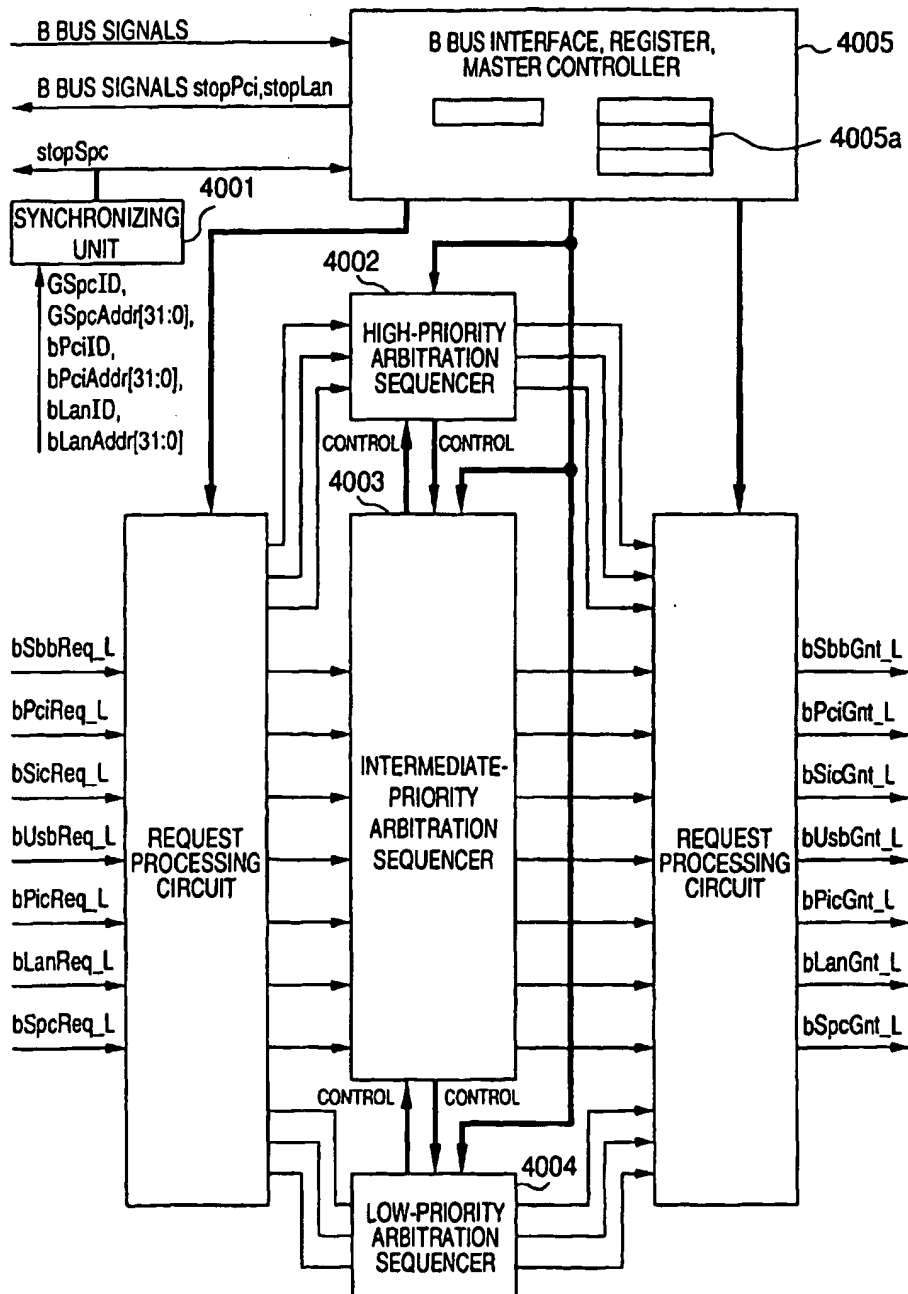 B BUS SIGNALS
B BUS SIGNALS stopPci,stopLan
stopSpc
4001
SYNCHRONIZING
UNIT
GSpcID,
GSpcAddr[31:0],
bPciID,
bPciAddr[31:0],
bLanID,
bLanAddr[31:0]
B BUS INTERFACE, REGISTER,
MASTER CONTROLLER
4005
4005a
4002
HIGH-PRIORITY
ARBITRATION
SEQUENCER
CONTROL
CONTROL
4003
bSbbReq_L
bPciReq_L
bSicReq_L
bUsbReq_L
bPicReq_L
bLanReq_L
bSpcReq_L
REQUEST
PROCESSING
CIRCUIT
INTERMEDIATE-
PRIORITY
ARBITRATION
SEQUENCER
REQUEST
PROCESSING
CIRCUIT
bSbbGnt_L
bPciGnt_L
bSicGnt_L
bUsbGnt_L
bPicGnt_L
bLanGnt_L
bSpcGnt_L
CONTROL
CONTROL
4004
LOW-PRIORITY
ARBITRATION
SEQUENCER